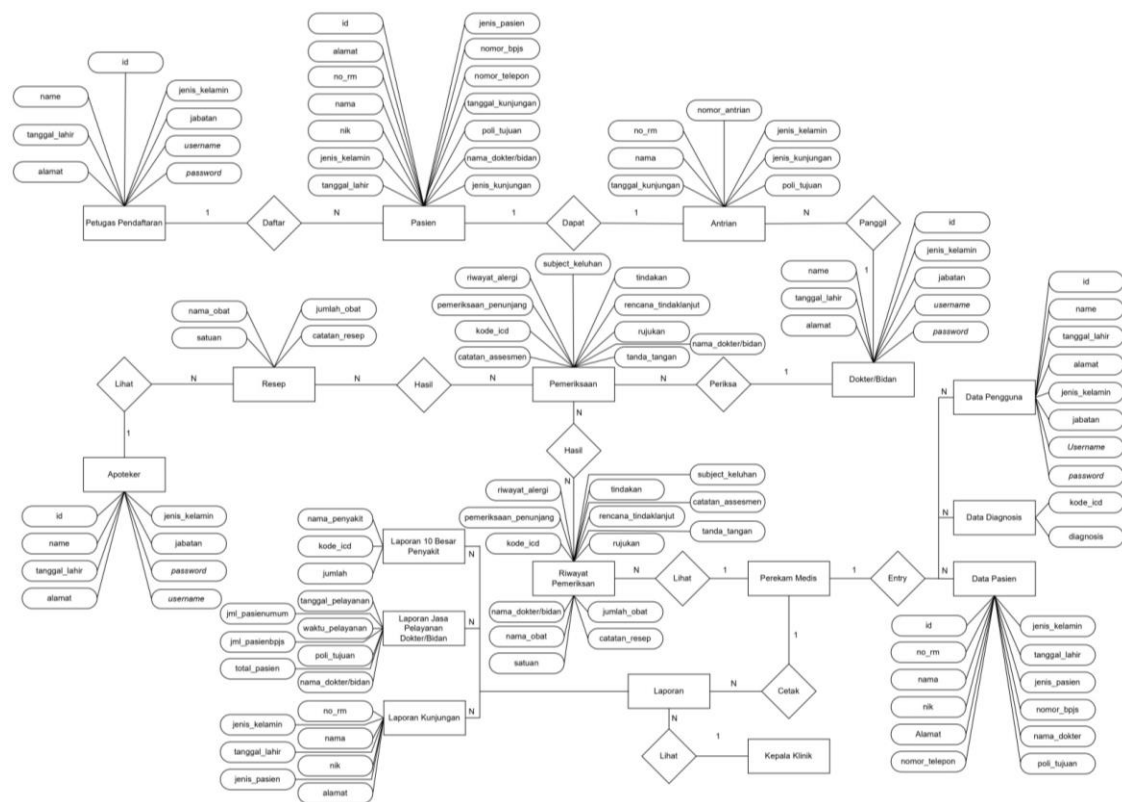 id
name
tanggal_lahir
alamat
jenis_kelamin
jabatan
username
password
Petugas Pendaftaran
1
Daftar
N
id
alamat
no_rm
nama
nik
jenis_kelamin
tanggal_lahir
jenis_pasien
nomor_bpjs
nomor_telepon
tanggal_kunjungan
poli_tujuan
nama_dokter/bidan
jenis_kunjungan
Pasien
1
Dapat
1
nomor_antrian
no_rm
nama
tanggal_kunjungan
jenis_kelamin
jenis_kunjungan
poli_tujuan
Antrian
N
Panggil
1
id
name
tanggal_lahir
alamat
jenis_kelamin
jabatan
username
password
Dokter/Bidan
1
Periksa
N
subject_keluhan
riwayat_alergi
pemeriksaan_penunjang
kode_icd
catatan_assesmen
tindakan
rencana_tindaklanjut
rujukan
nama_dokter/bidan
tanda_tangan
Pemeriksaan
N
Hasil
N
nama_obat
satuan
jumlah_obat
catatan_resep
Resep
N
Lihat
1
Apoteker
id
name
tanggal_lahir
alamat
jenis_kelamin
jabatan
password
username
N
Hasil
N
riwayat_alergi
pemeriksaan_penunjang
kode_icd
subject_keluhan
tindakan
catatan_assesmen
rencana_tindaklanjut
tanda_tangan
rujukan
Riwayat
Pemeriksan
nama_dokter/bidan
nama_obat
satuan
jumlah_obat
catatan_resep
N
Lihat
1
Perekam Medis
1
Entry
N
N
N
Data Pengguna
id
name
tanggal_lahir
alamat
jenis_kelamin
jabatan
Username
password
Data Diagnosis
kode_icd
diagnosis
Data Pasien
id
no_rm
nama
nik
Alamat
nomor_telepon
jenis_kelamin
tanggal_lahir
jenis_pasien
nomor_bpjs
nama_dokter
poli_tujuan
1
Cetak
N
Laporan
N
Lihat
1
Kepala Klinik
nama_penyakit
kode_icd
jumlah
Laporan 10 Besar
Penyakit
N
tanggal_pelayanan
jml_pasienumum
waktu_pelayanan
jml_pasienbpjs
poli_tujuan
total_pasien
nama_dokter/bidan
Laporan Jasa
Pelayanan
Dokter/Bidan
N
no_rm
jenis_kelamin
nama
tanggal_lahir
nik
jenis_pasien
alamat
Laporan Kunjungan
N